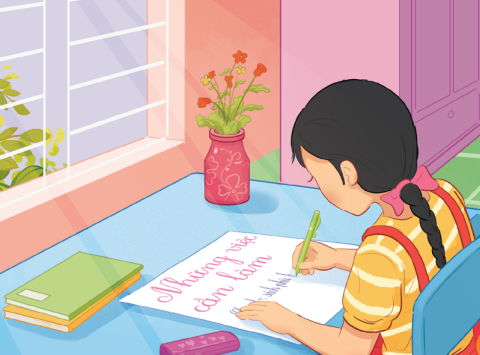 Những việc
cần làm